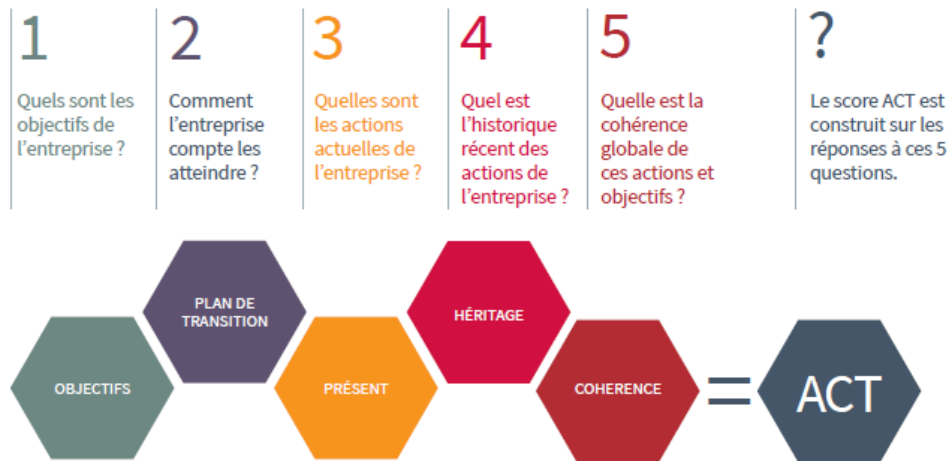 1
Quels sont les
objectifs de
l'entreprise ?
2
Comment
l'entreprise
compte les
atteindre ?
3
Quelles sont
les actions
actuelles de
l'entreprise ?
4
Quel est
l'historique
récent des
actions de
l'entreprise ?
5
Quelle est la
cohérence
globale de
ces actions et
objectifs ?
?
Le score ACT est
construit sur les
réponses à ces 5
questions.
OBJECTIFS
PLAN DE
TRANSITION
PRÉSENT
HÉRITAGE
COHERENCE
=
ACT